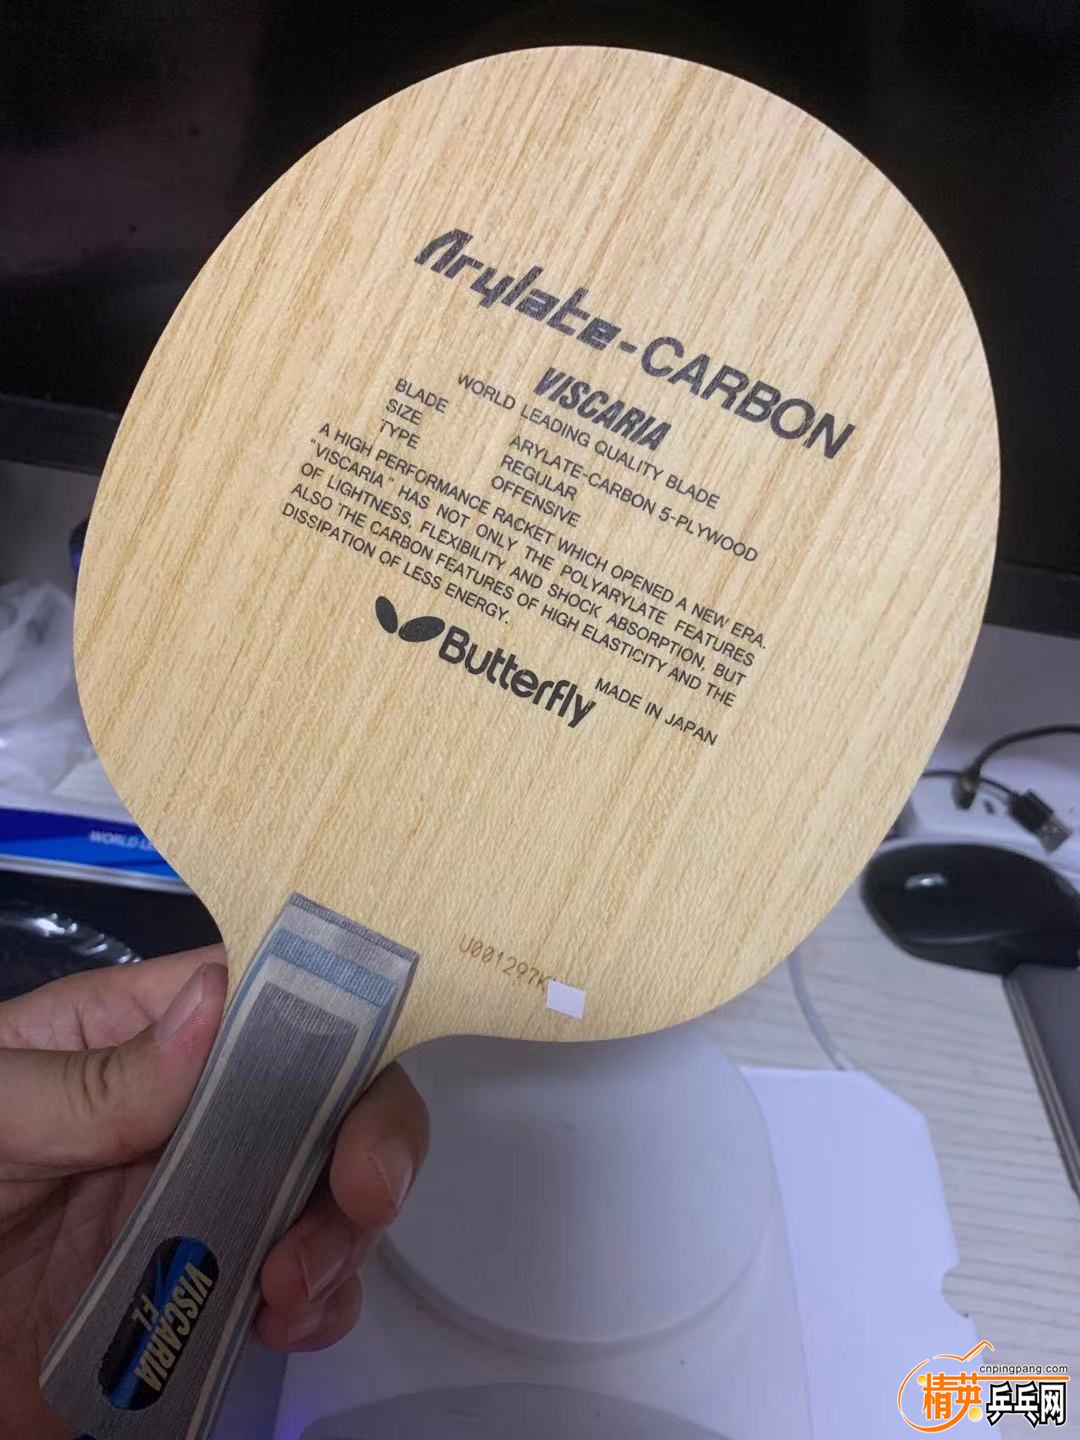 Arylate-CARBON
VISCARIA
WORLD LEADING QUALITY BLADE
BLADE ARYLATE-CARBON 5-PLYWOOD
SIZE REGULAR
TYPE OFFENSIVE
A HIGH PERFORMANCE RACKET WHICH OPENED A NEW ERA.
"VISCARIA" HAS NOT ONLY THE POLYARYLATE FEATURES
OF LIGHTNESS, FLEXIBILITY AND SHOCK ABSORPTION, BUT
ALSO THE CARBON FEATURES OF HIGH ELASTICITY AND THE
DISSIPATION OF LESS ENERGY.
Butterfly MADE IN JAPAN
U001297K
WORLD
VISCARIA
FL
cnpingpang.com
精英乒乓网